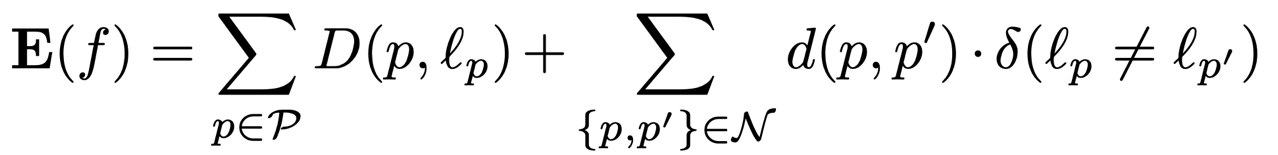 𝐄(f) = ∑_{p∈𝒫} D(p, ℓ_p) + ∑_{{p,p′}∈𝒩} d(p, p′) · δ(ℓ_p ≠ ℓ_{p′})